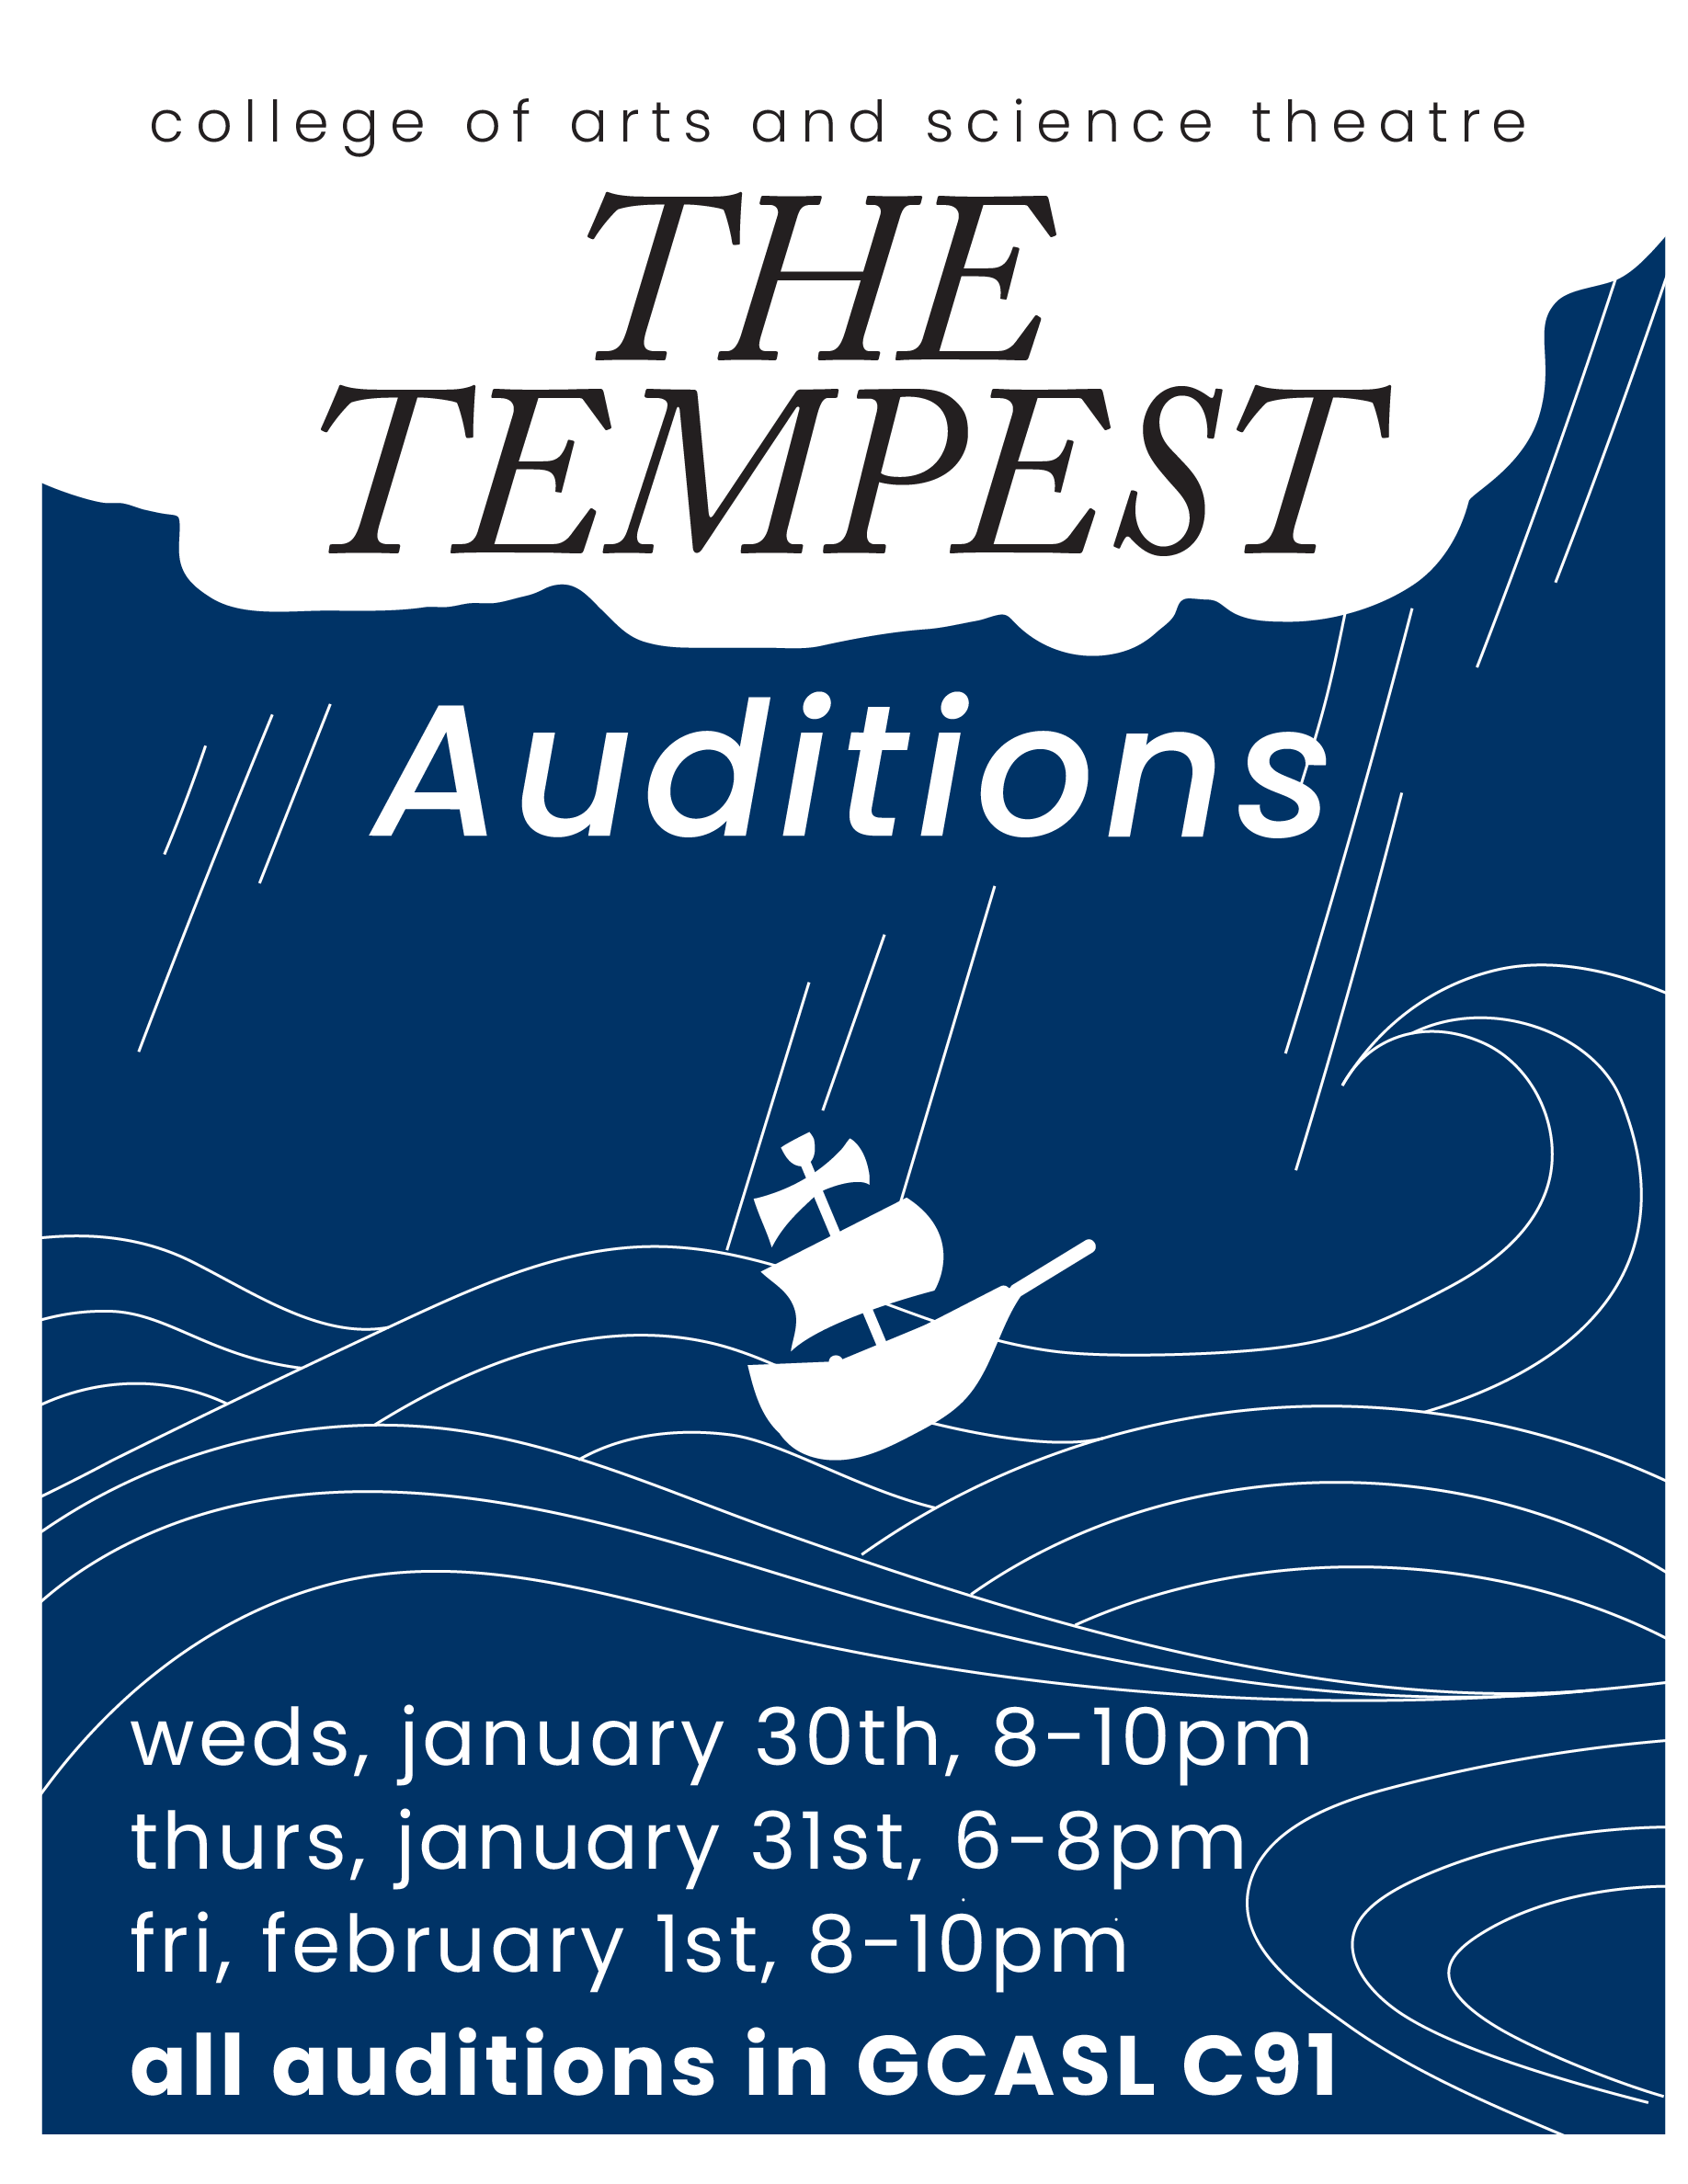 college of arts and science theatre
THE
TEMPEST
Auditions
weds, january 30th, 8-10pm
thurs, january 31st, 6-8pm
fri, february 1st, 8-10pm
all auditions in GCASL C91